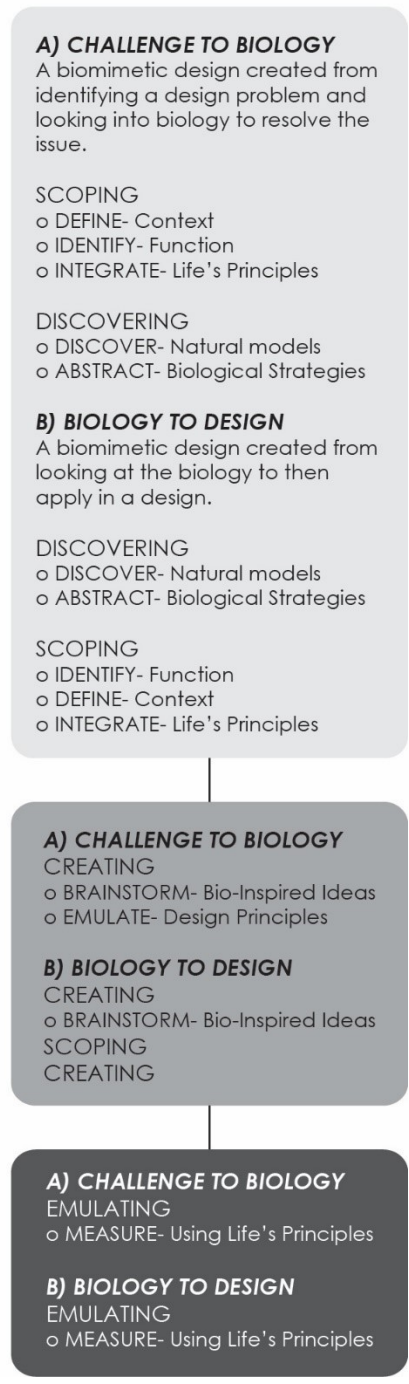 A) CHALLENGE TO BIOLOGY
A biomimetic design created from
identifying a design problem and
looking into biology to resolve the
issue.
SCOPING
o DEFINE- Context
o IDENTIFY- Function
o INTEGRATE- Life's Principles
DISCOVERING
o DISCOVER- Natural models
o ABSTRACT- Biological Strategies
B) BIOLOGY TO DESIGN
A biomimetic design created from
looking at the biology to then
apply in a design.
DISCOVERING
o DISCOVER- Natural models
o ABSTRACT- Biological Strategies
SCOPING
o IDENTIFY- Function
o DEFINE- Context
o INTEGRATE- Life's Principles
A) CHALLENGE TO BIOLOGY
CREATING
o BRAINSTORM- Bio-Inspired Ideas
o EMULATE- Design Principles
B) BIOLOGY TO DESIGN
CREATING
o BRAINSTORM- Bio-Inspired Ideas
SCOPING
CREATING
A) CHALLENGE TO BIOLOGY
EMULATING
o MEASURE- Using Life's Principles
B) BIOLOGY TO DESIGN
EMULATING
o MEASURE- Using Life's Principles